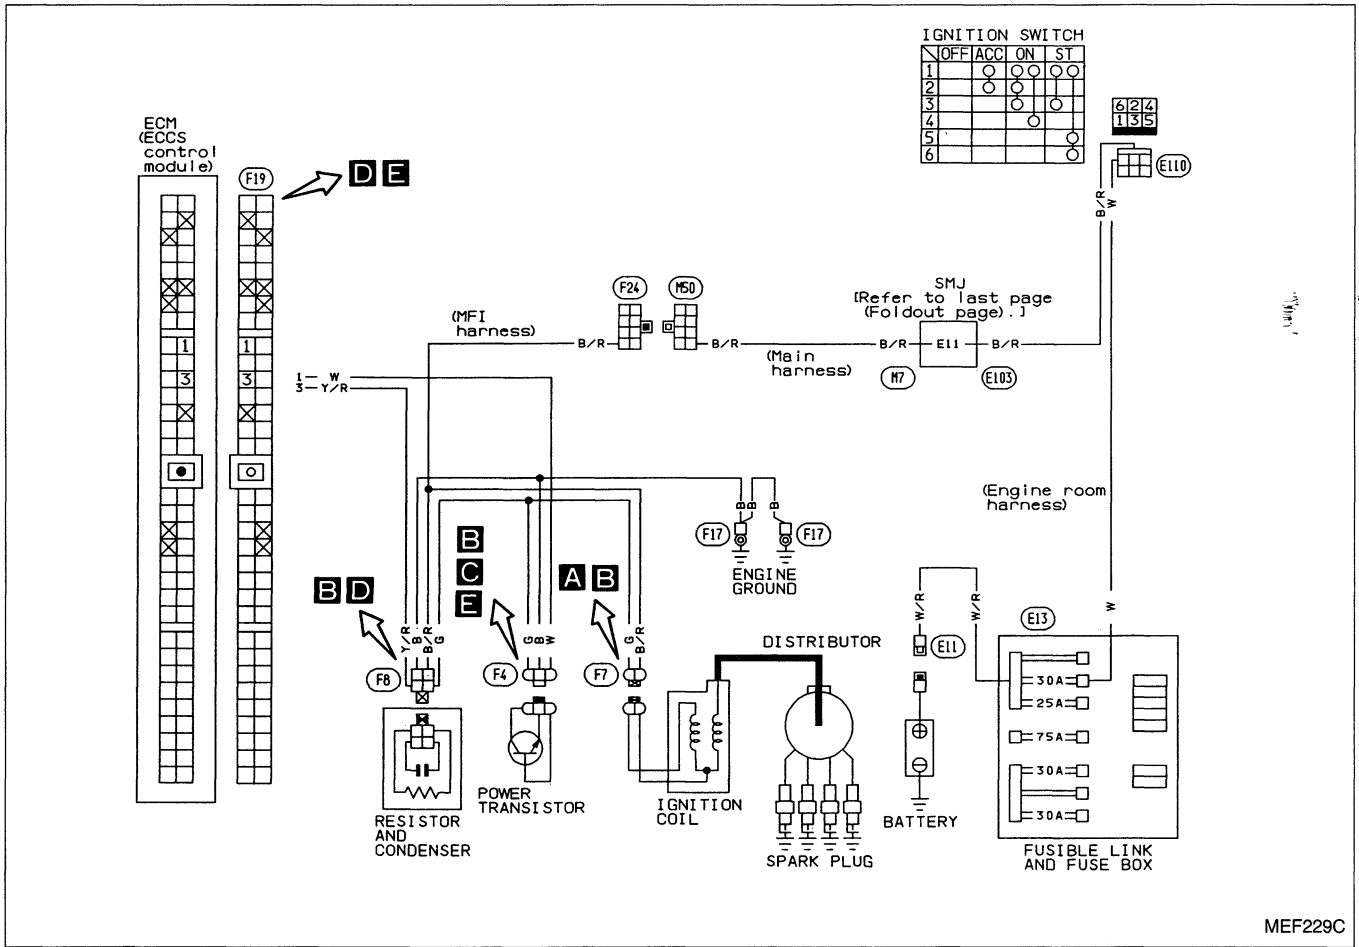 IGNITION SWITCH
OFF ACC ON ST
1
2
3
4
5
6
6 2 4
1 3 5
E110
B/R
W
ECM
(ECCS
control
module)
F19
D E
1
3
1
3
1 W
3 Y/R
(MFI
harness)
B/R
F24
M50
B/R
(Main
harness)
SMJ
[Refer to last page
(Foldout page).]
B/R E11 B/R
M7
E103
(Engine room
harness)
B B B
F17
F17
ENGINE
GROUND
B
C
E
A B
B D
Y/R B B/R G
G B W
G B/R
F8
F4
F7
W/R
W/R
W
E11
E13
30A
25A
75A
30A
30A
DISTRIBUTOR
RESISTOR
AND
CONDENSER
POWER
TRANSISTOR
IGNITION
COIL
SPARK PLUG
BATTERY
FUSIBLE LINK
AND FUSE BOX
MEF229C